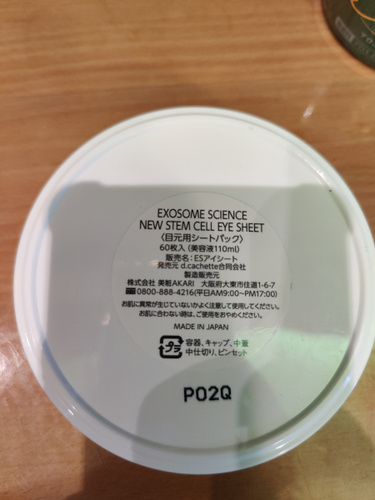 EXOSOME SCIENCE
NEW STEM CELL EYE SHEET
〈目元用シートパック〉
60枚入（美容液110ml）
販売名：ESアイシート
発売元 d.cachette合同会社
製造販売元
株式会社 美粧AKARI 大阪府大東市住道1-6-7
0800-888-4216(平日AM9:00~PM17:00)
お肌に異常が生じていないかよく注意して使用してください。
お肌に合わない時は、ご使用をおやめください。
MADE IN JAPAN
プラ
容器、キャップ、中蓋
中仕切り、ピンセット
P02Q